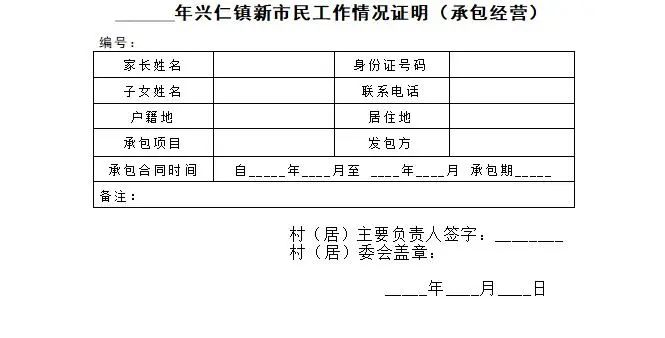 ______年兴仁镇新市民工作情况证明（承包经营）
编号：
家长姓名 身份证号码
子女姓名 联系电话
户籍地 居住地
承包项目 发包方
承包合同时间 自_____年____月至 ____年____月 承包期_____
备注：
村（居）主要负责人签字：________
村（居）委会盖章：
_____年____月____日